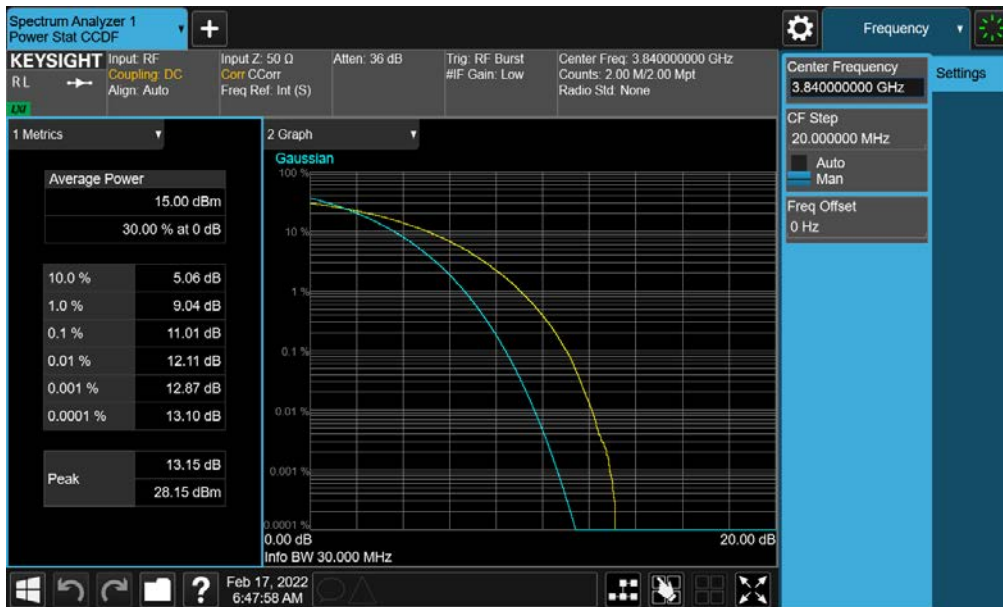 Spectrum Analyzer 1
Power Stat CCDF
Frequency
KEYSIGHT
RL
LXI
Input: RF
Coupling: DC
Align: Auto
Input Z: 50 Ω
Corr CCorr
Freq Ref: Int (S)
Atten: 36 dB
Trig: RF Burst
#IF Gain: Low
Center Freq: 3.840000000 GHz
Counts: 2.00 M/2.00 Mpt
Radio Std: None
Center Frequency
3.840000000 GHz
Settings
CF Step
20.000000 MHz
Auto
Man
Freq Offset
0 Hz
1 Metrics
Average Power
15.00 dBm
30.00 % at 0 dB
10.0 % 5.06 dB
1.0 % 9.04 dB
0.1 % 11.01 dB
0.01 % 12.11 dB
0.001 % 12.87 dB
0.0001 % 13.10 dB
Peak
13.15 dB
28.15 dBm
2 Graph
Gaussian
100 %
10 %
1 %
0.1 %
0.01 %
0.001 %
0.0001 %
0.00 dB 20.00 dB
Info BW 30.000 MHz
?
Feb 17, 2022
6:47:58 AM